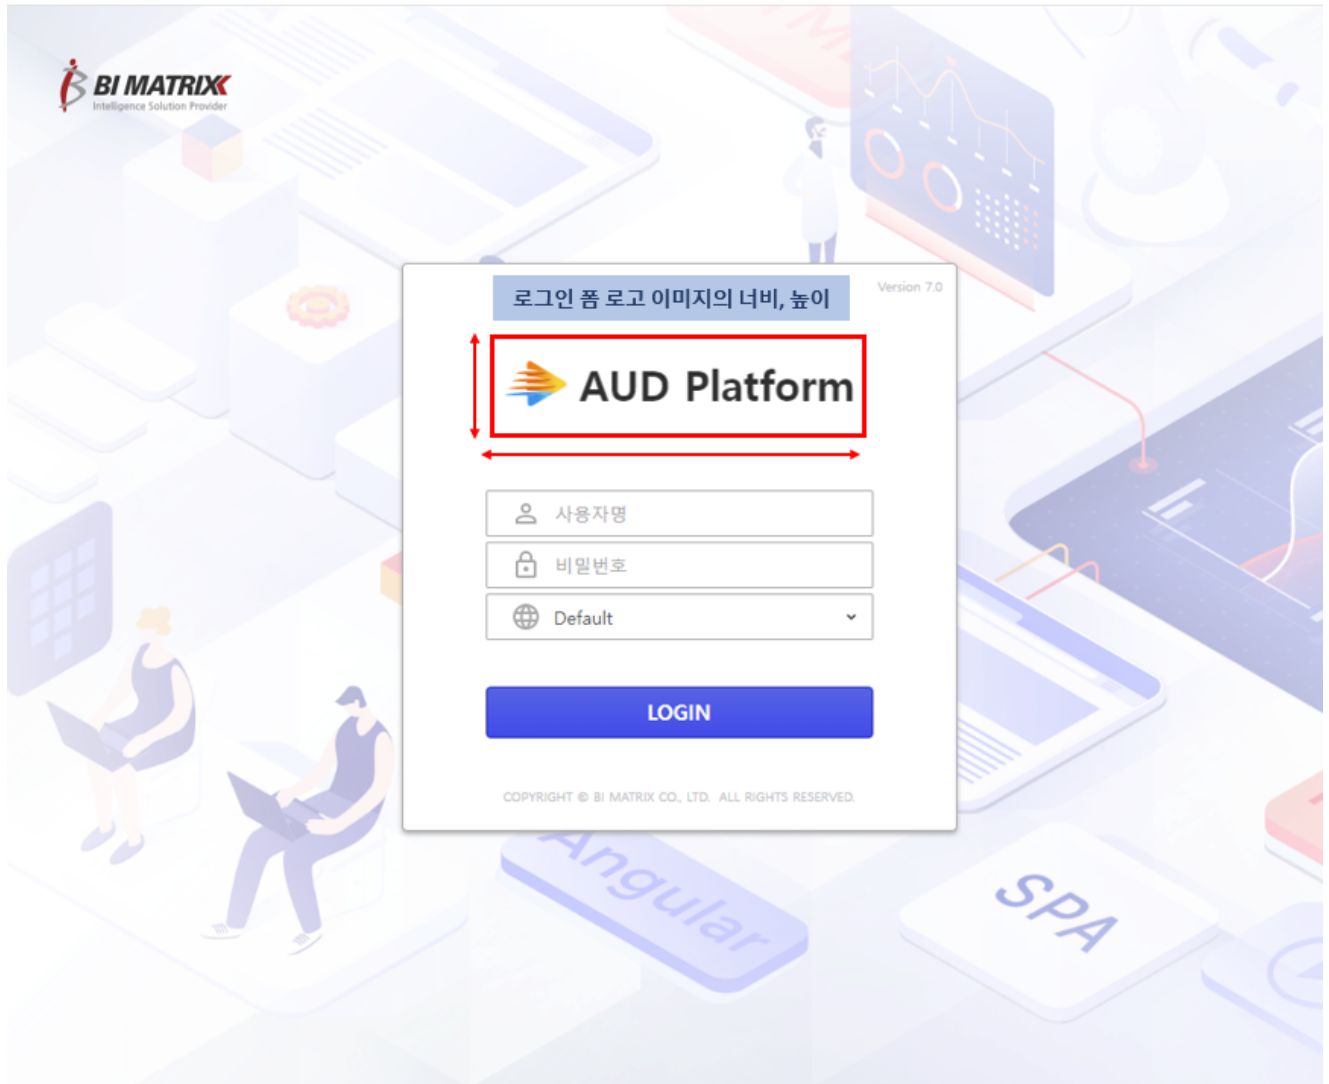 BI MATRIX
Intelligence Solution Provider
로그인 폼 로고 이미지의 너비, 높이
Version 7.0
AUD Platform
사용자명
비밀번호
Default
LOGIN
COPYRIGHT © BI MATRIX CO., LTD. ALL RIGHTS RESERVED.
Angular
SPA